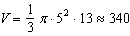 V = 1/3 π · 5² · 13 ≈ 340